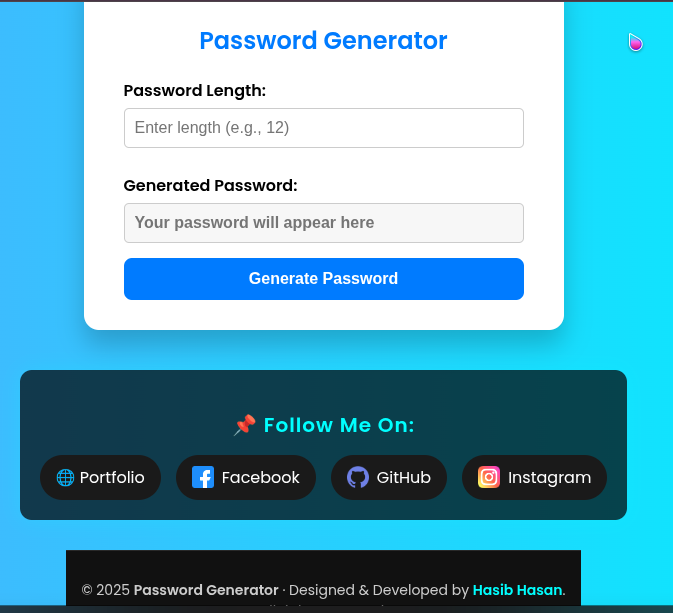 Password Generator
Password Length:
Enter length (e.g., 12)
Generated Password:
Your password will appear here
Generate Password
📌 Follow Me On:
🌐 Portfolio
Facebook
GitHub
Instagram
© 2025 Password Generator · Designed & Developed by Hasib Hasan.